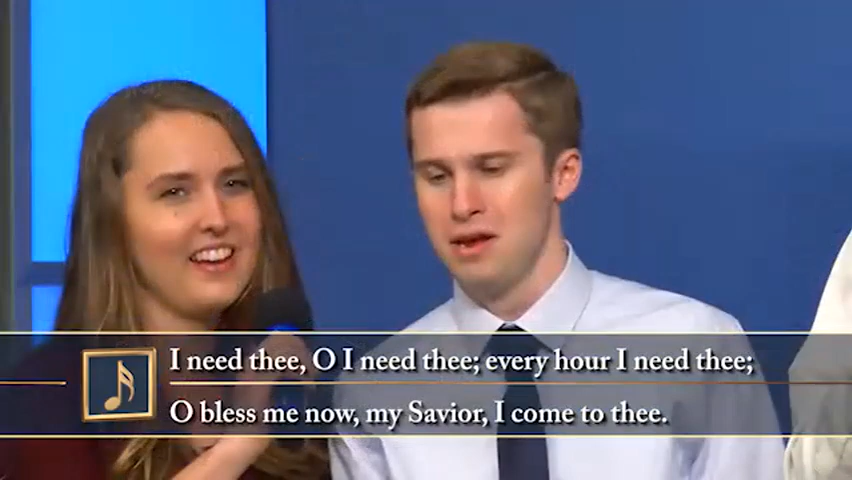 I need thee, O I need thee; every hour I need thee;
O bless me now, my Savior, I come to thee.